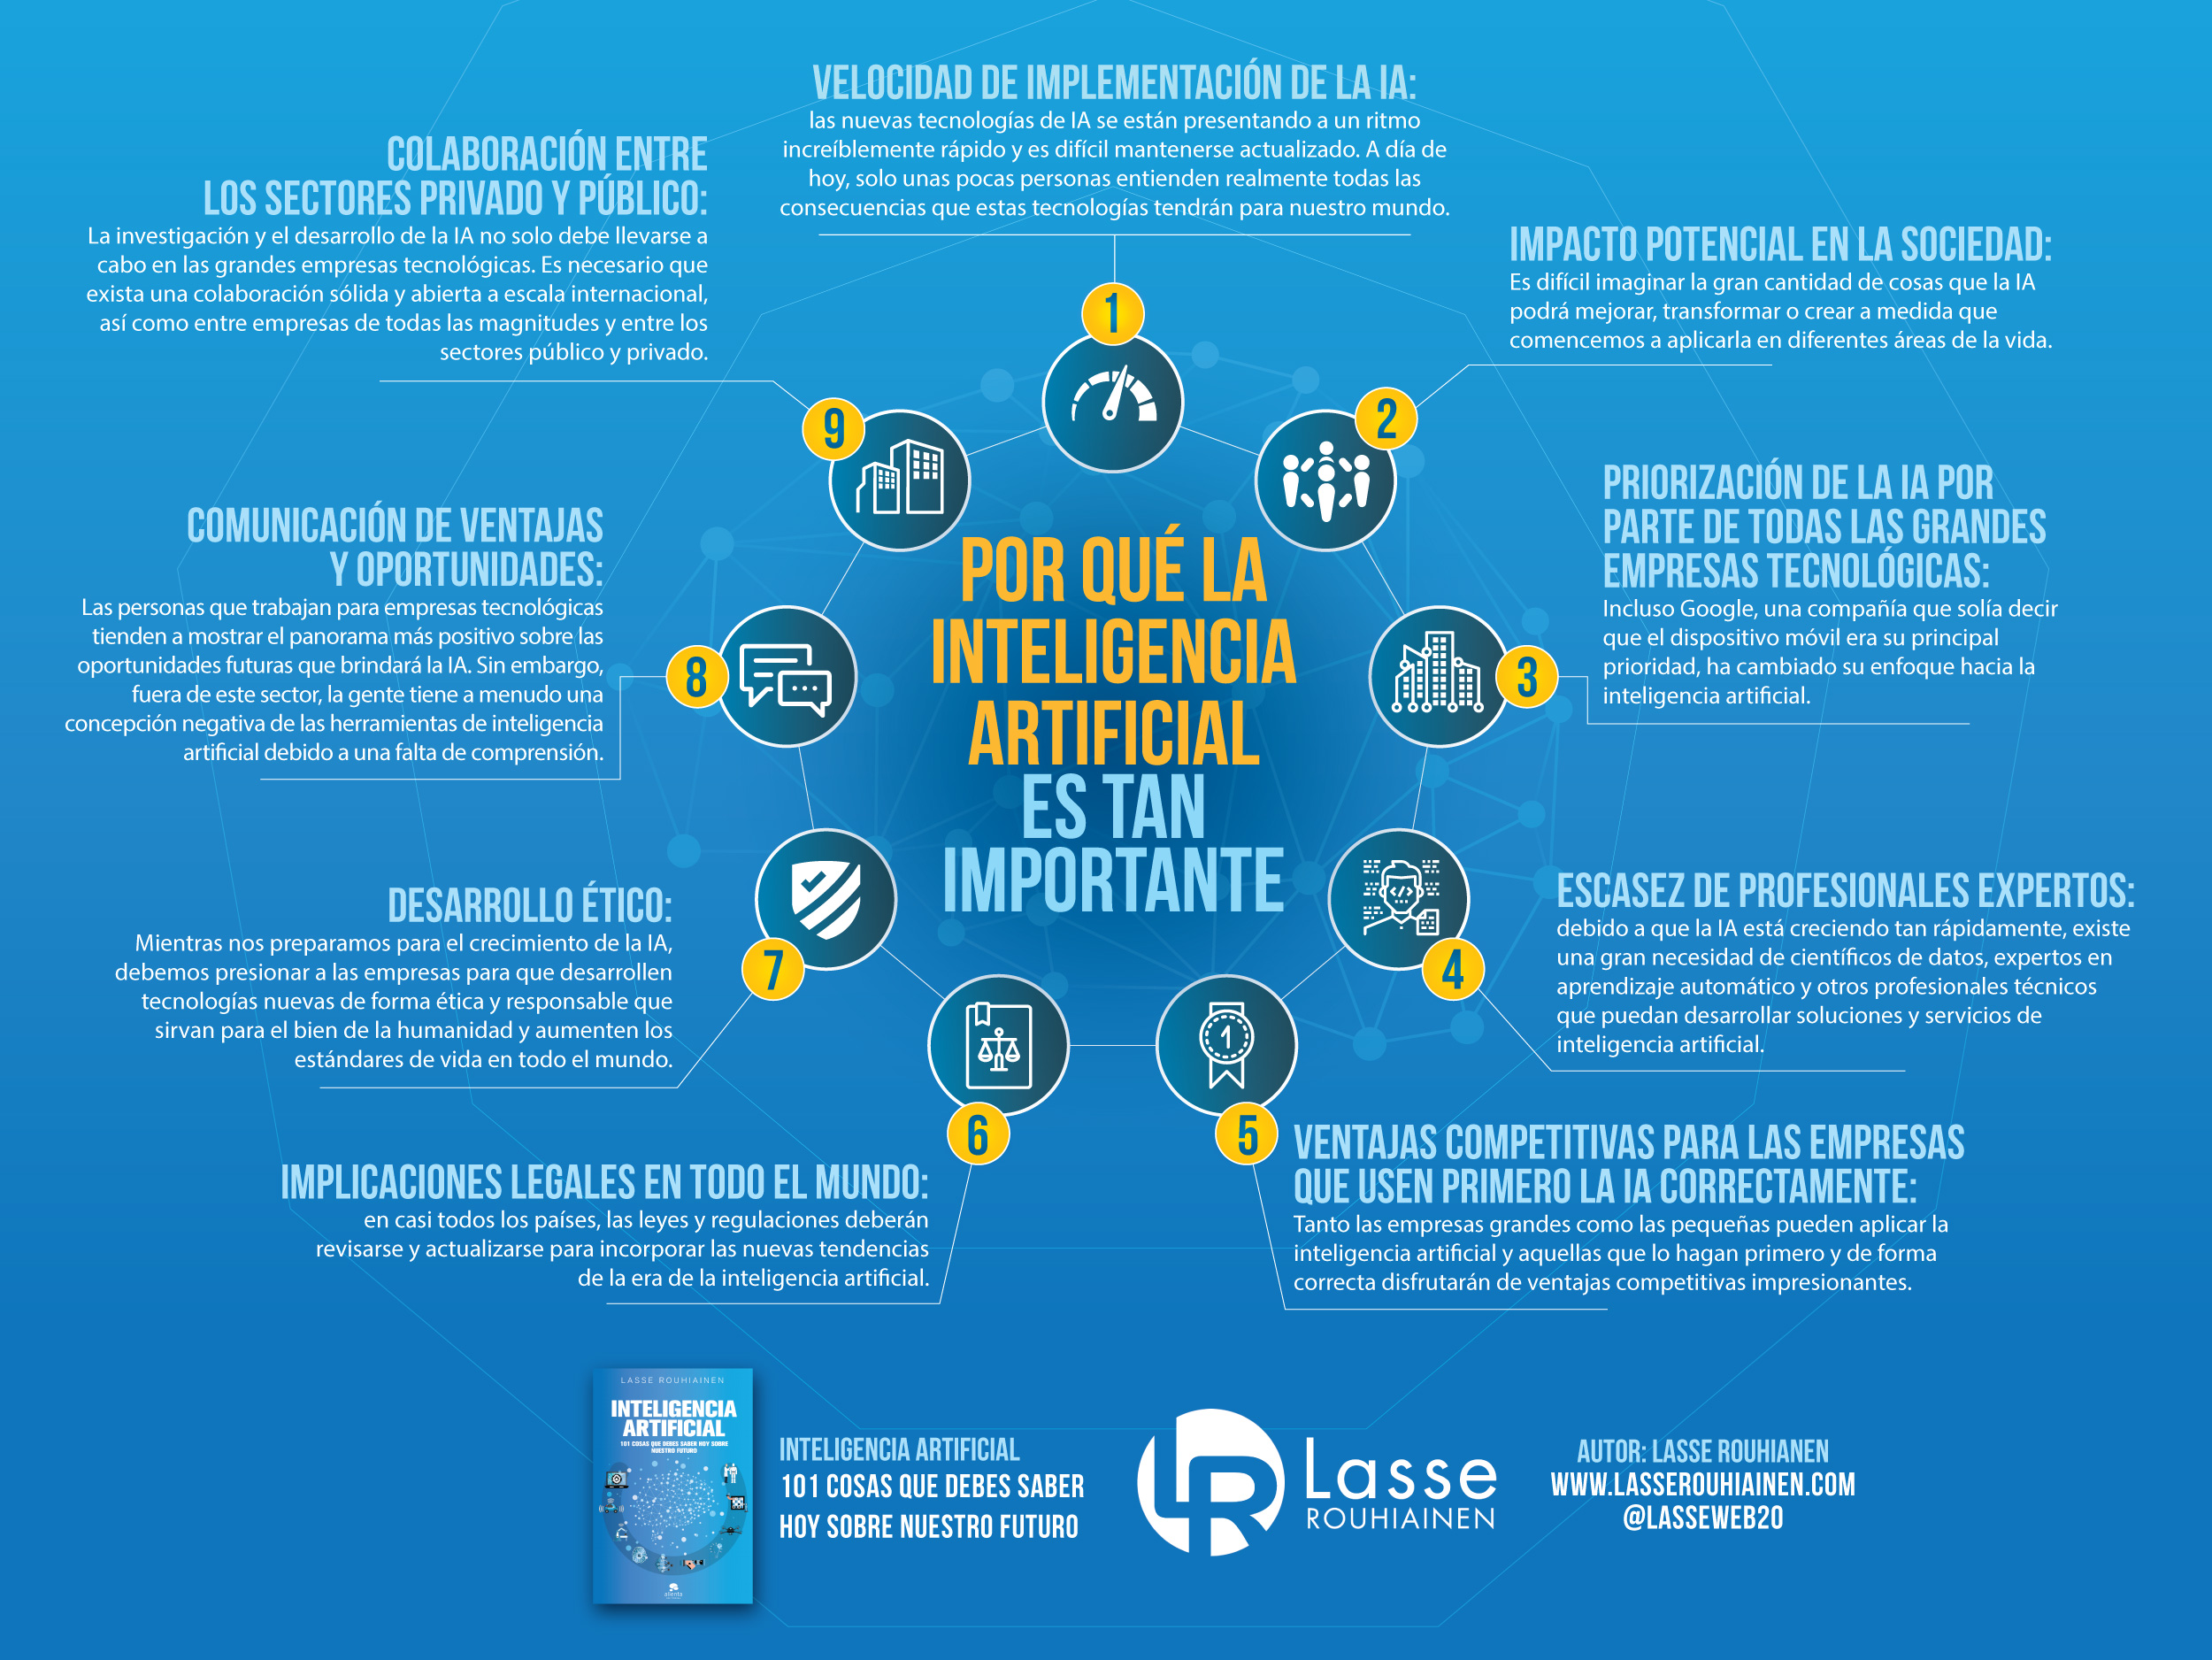 VELOCIDAD DE IMPLEMENTACIÓN DE LA IA:
las nuevas tecnologías de IA se están presentando a un ritmo
increíblemente rápido y es difícil mantenerse actualizado. A día de
hoy, solo unas pocas personas entienden realmente todas las
consecuencias que estas tecnologías tendrán para nuestro mundo.
1
IMPACTO POTENCIAL EN LA SOCIEDAD:
Es difícil imaginar la gran cantidad de cosas que la IA
podrá mejorar, transformar o crear a medida que
comencemos a aplicarla en diferentes áreas de la vida.
2
PRIORIZACIÓN DE LA IA POR
PARTE DE TODAS LAS GRANDES
EMPRESAS TECNOLÓGICAS:
Incluso Google, una compañía que solía decir
que el dispositivo móvil era su principal
prioridad, ha cambiado su enfoque hacia la
inteligencia artificial.
3
ESCASEZ DE PROFESIONALES EXPERTOS:
debido a que la IA está creciendo tan rápidamente, existe
una gran necesidad de científicos de datos, expertos en
aprendizaje automático y otros profesionales técnicos
que puedan desarrollar soluciones y servicios de
inteligencia artificial.
4
VENTAJAS COMPETITIVAS PARA LAS EMPRESAS
QUE USEN PRIMERO LA IA CORRECTAMENTE:
Tanto las empresas grandes como las pequeñas pueden aplicar la
inteligencia artificial y aquellas que lo hagan primero y de forma
correcta disfrutarán de ventajas competitivas impresionantes.
5
1
IMPLICACIONES LEGALES EN TODO EL MUNDO:
en casi todos los países, las leyes y regulaciones deberán
revisarse y actualizarse para incorporar las nuevas tendencias
de la era de la inteligencia artificial.
6
DESARROLLO ÉTICO:
Mientras nos preparamos para el crecimiento de la IA,
debemos presionar a las empresas para que desarrollen
tecnologías nuevas de forma ética y responsable que
sirvan para el bien de la humanidad y aumenten los
estándares de vida en todo el mundo.
7
COMUNICACIÓN DE VENTAJAS
Y OPORTUNIDADES:
Las personas que trabajan para empresas tecnológicas
tienden a mostrar el panorama más positivo sobre las
oportunidades futuras que brindará la IA. Sin embargo,
fuera de este sector, la gente tiene a menudo una
concepción negativa de las herramientas de inteligencia
artificial debido a una falta de comprensión.
8
COLABORACIÓN ENTRE
LOS SECTORES PRIVADO Y PÚBLICO:
La investigación y el desarrollo de la IA no solo debe llevarse a
cabo en las grandes empresas tecnológicas. Es necesario que
exista una colaboración sólida y abierta a escala internacional,
así como entre empresas de todas las magnitudes y entre los
sectores público y privado.
9
POR QUÉ LA
INTELIGENCIA
ARTIFICIAL
ES TAN
IMPORTANTE
</>
LASSE ROUHIAINEN
INTELIGENCIA
ARTIFICIAL
101 COSAS QUE DEBES SABER HOY SOBRE
NUESTRO FUTURO
alienta
INTELIGENCIA ARTIFICIAL
101 COSAS QUE DEBES SABER
HOY SOBRE NUESTRO FUTURO
LR
Lasse
ROUHIAINEN
AUTOR: LASSE ROUHIANEN
WWW.LASSEROUHIAINEN.COM
@LASSEWEB20